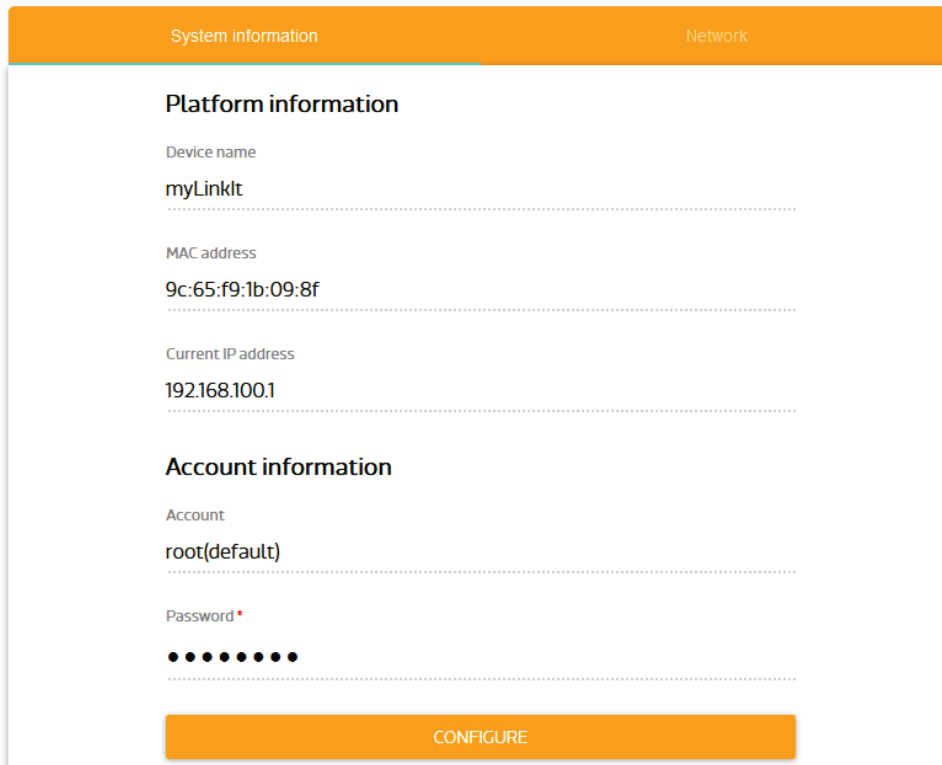 System information
Network
Platform information
Device name
myLinkIt
MAC address
9c:65:f9:1b:09:8f
Current IP address
192.168.100.1
Account information
Account
root(default)
Password *
●●●●●●●●
CONFIGURE